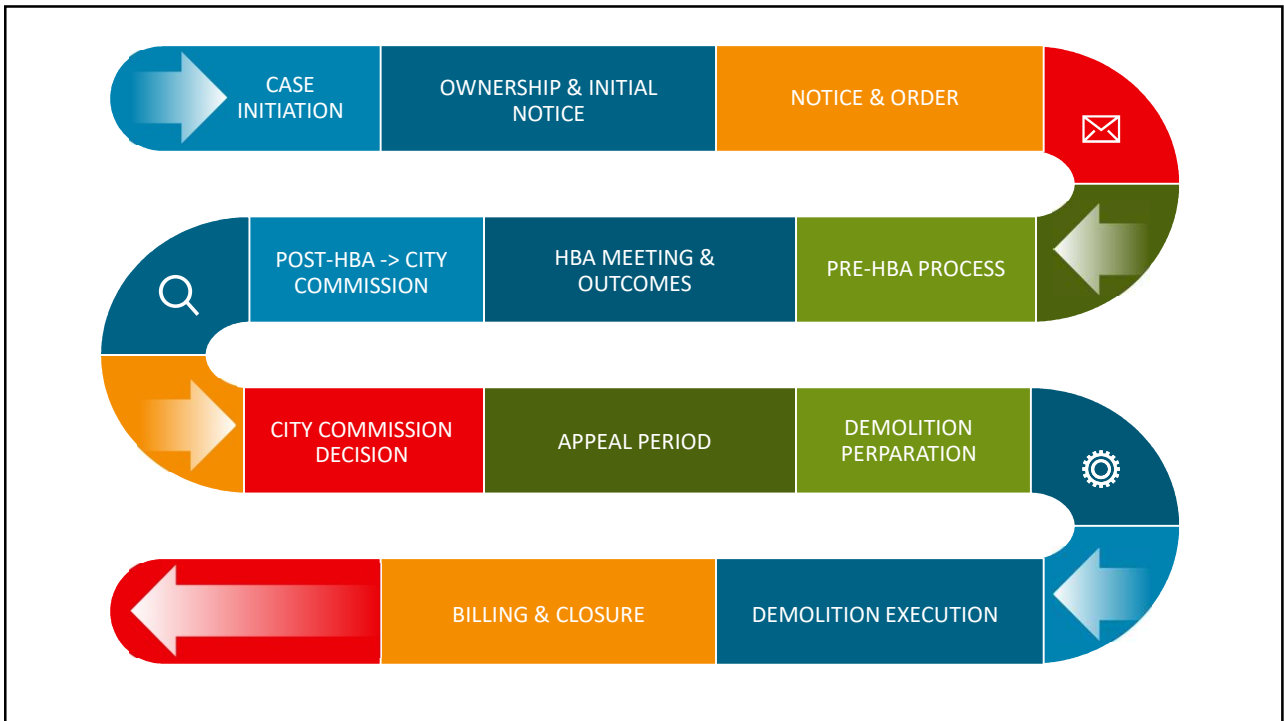 CASE
INITIATION
OWNERSHIP & INITIAL
NOTICE
NOTICE & ORDER
PRE-HBA PROCESS
HBA MEETING &
OUTCOMES
POST-HBA -> CITY
COMMISSION
CITY COMMISSION
DECISION
APPEAL PERIOD
DEMOLITION
PERPARATION
DEMOLITION EXECUTION
BILLING & CLOSURE